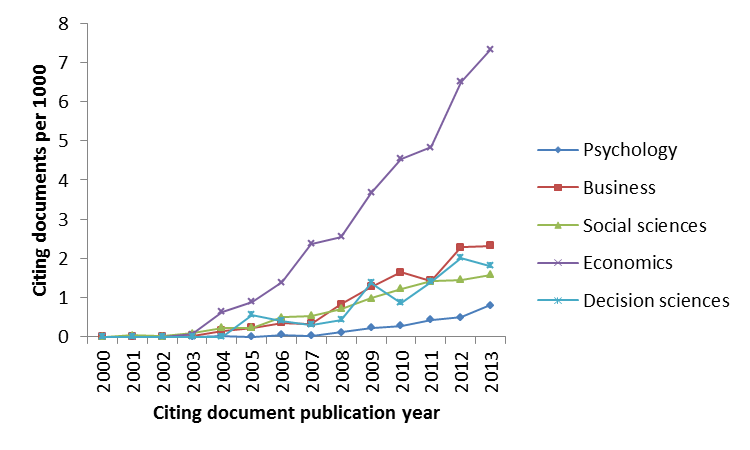 8
7
6
5
4
3
2
1
0
Citing documents per 1000
2000 2001 2002 2003 2004 2005 2006 2007 2008 2009 2010 2011 2012 2013
Citing document publication year
Psychology
Business
Social sciences
Economics
Decision sciences